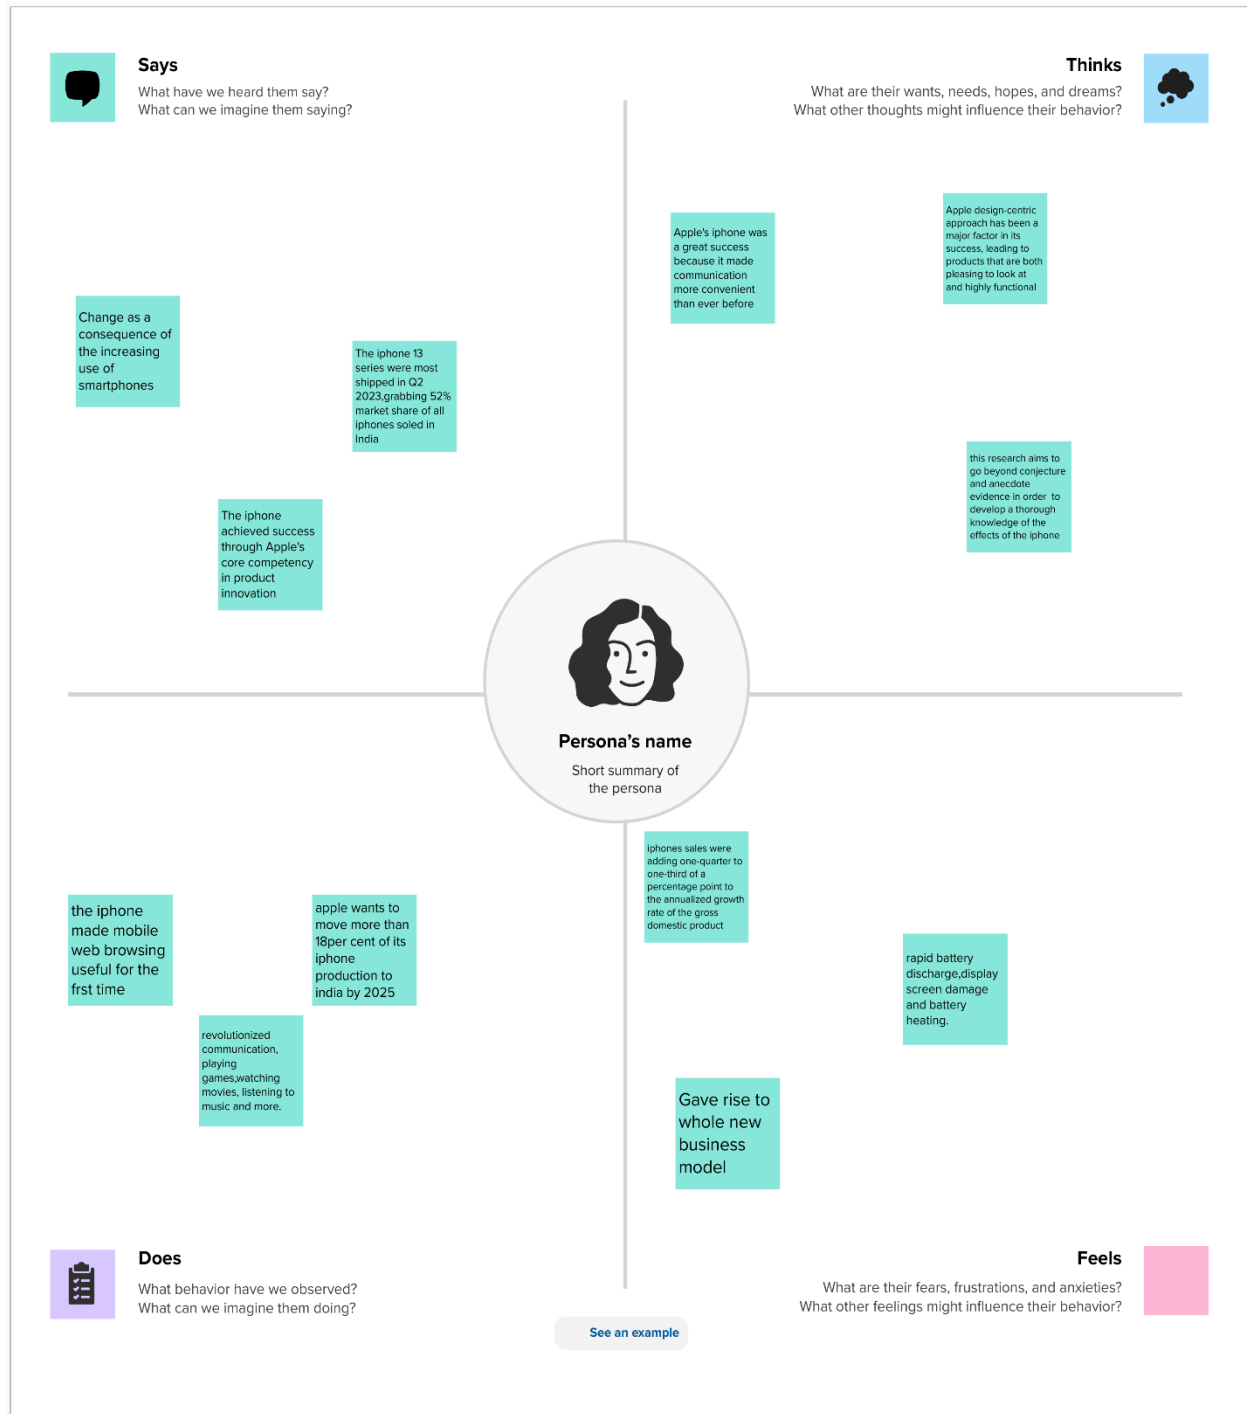 Says
What have we heard them say?
What can we imagine them saying?
Thinks
What are their wants, needs, hopes, and dreams?
What other thoughts might influence their behavior?
Change as a
consequence of
the increasing
use of
smartphones
The iphone 13
series were most
shipped in Q2
2023,grabbing 52%
market share of all
iphones soled in
India
The iphone
achieved success
through Apple's
core competency
in product
innovation
Apple's iphone was
a great success
because it made
communication
more convenient
than ever before
Apple design-centric
approach has been a
major factor in its
success, leading to
products that are both
pleasing to look at
and highly functional
this research aims to
go beyond conjecture
and anecdote
evidence in order to
develop a thorough
knowledge of the
effects of the iphone
Persona's name
Short summary of
the persona
the iphone
made mobile
web browsing
useful for the
frst time
apple wants to
move more than
18per cent of its
iphone
production to
india by 2025
revolutionized
communication,
playing
games,watching
movies, listening to
music and more.
iphones sales were
adding one-quarter to
one-third of a
percentage point to
the annualized growth
rate of the gross
domestic product
rapid battery
discharge,display
screen damage
and battery
heating.
Gave rise to
whole new
business
model
Does
What behavior have we observed?
What can we imagine them doing?
Feels
What are their fears, frustrations, and anxieties?
What other feelings might influence their behavior?
See an example